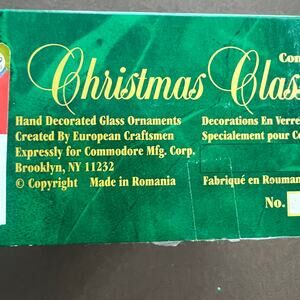 Com
Christmas Class
Hand Decorated Glass Ornaments
Created By European Craftsmen
Expressly for Commodore Mfg. Corp.
Brooklyn, NY 11232
© Copyright Made in Romania
Decorations En Verre
Specialement pour Co
Fabriqué en Rouman
No.